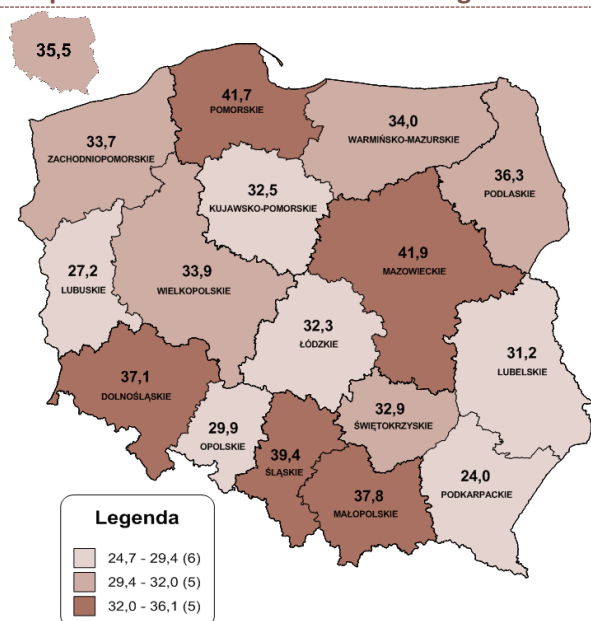 35,5
41,7
POMORSKIE
34,0
WARMIŃSKO-MAZURSKIE
33,7
ZACHODNIOPOMORSKIE
36,3
PODLASKIE
32,5
KUJAWSKO-POMORSKIE
41,9
MAZOWIECKIE
27,2
LUBUSKIE
33,9
WIELKOPOLSKIE
32,3
ŁÓDZKIE
31,2
LUBELSKIE
37,1
DOLNOŚLĄSKIE
32,9
ŚWIĘTOKRZYSKIE
29,9
OPOLSKIE
39,4
ŚLĄSKIE
24,0
PODKARPACKIE
37,8
MAŁOPOLSKIE
Legenda
24,7 - 29,4 (6)
29,4 - 32,0 (5)
32,0 - 36,1 (5)